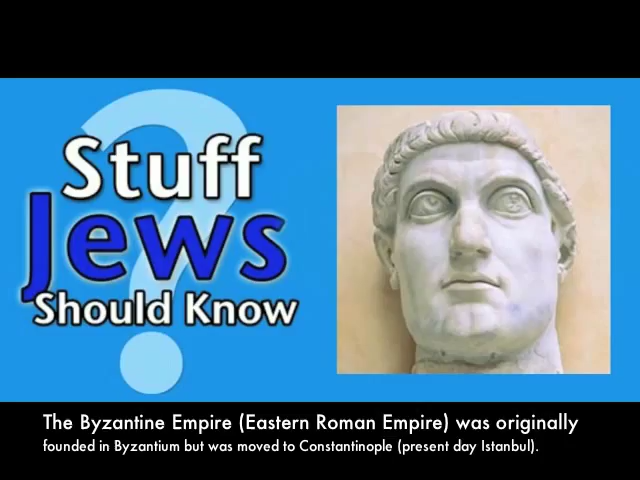 Stuff
Jews
Should Know
The Byzantine Empire (Eastern Roman Empire) was originally
founded in Byzantium but was moved to Constantinople (present day Istanbul).